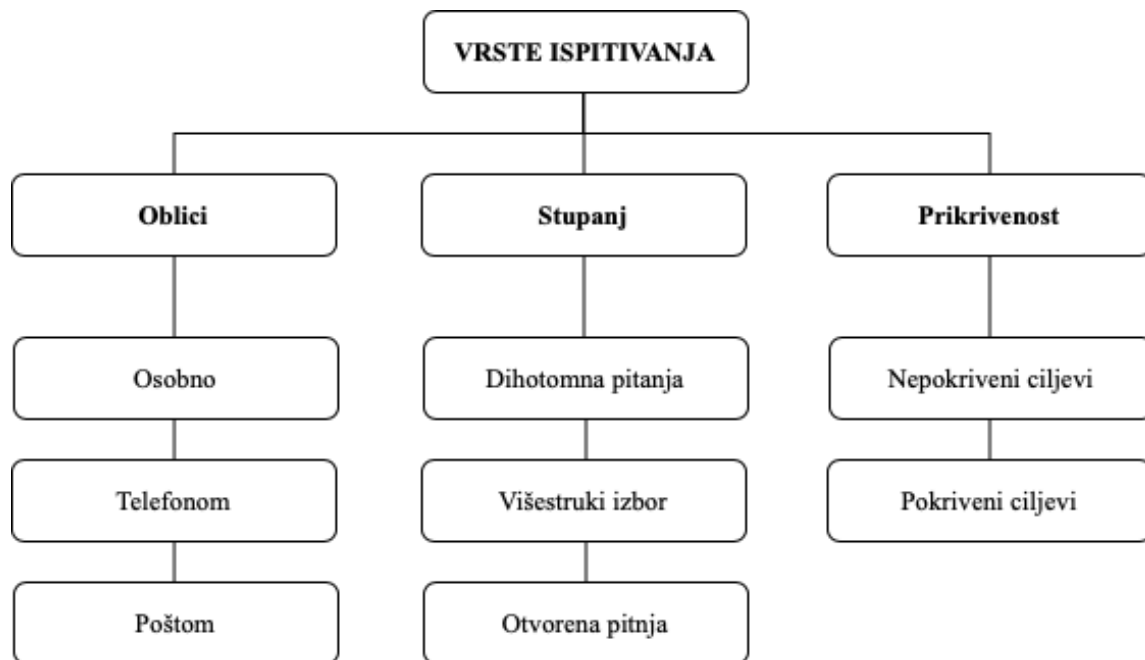 VRSTE ISPITIVANJA
Oblici
Stupanj
Prikrivenost
Osobno
Dihotomna pitanja
Nepokriveni ciljevi
Telefonom
Višestruki izbor
Pokriveni ciljevi
Poštom
Otvorena pitnja